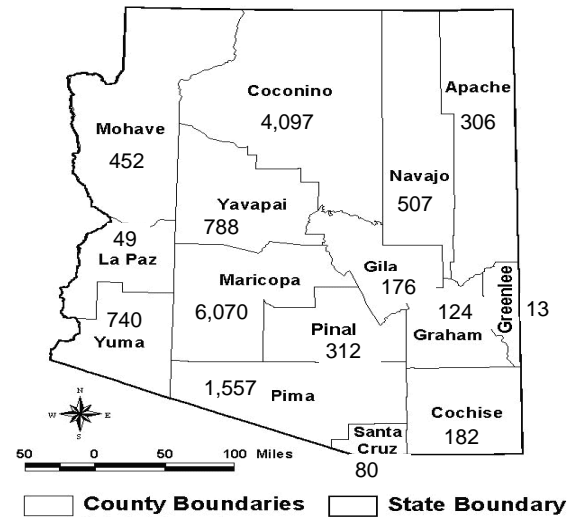 Coconino
4,097
Apache
306
Mohave
452
Navajo
507
Yavapai
788
49
La Paz
Gila
176
Maricopa
6,070
Greenlee
13
124
Graham
740
Yuma
Pinal
312
1,557 Pima
Cochise
182
Santa
Cruz
80
N
W E
S
50 0 50 100 Miles
County Boundaries State Boundary